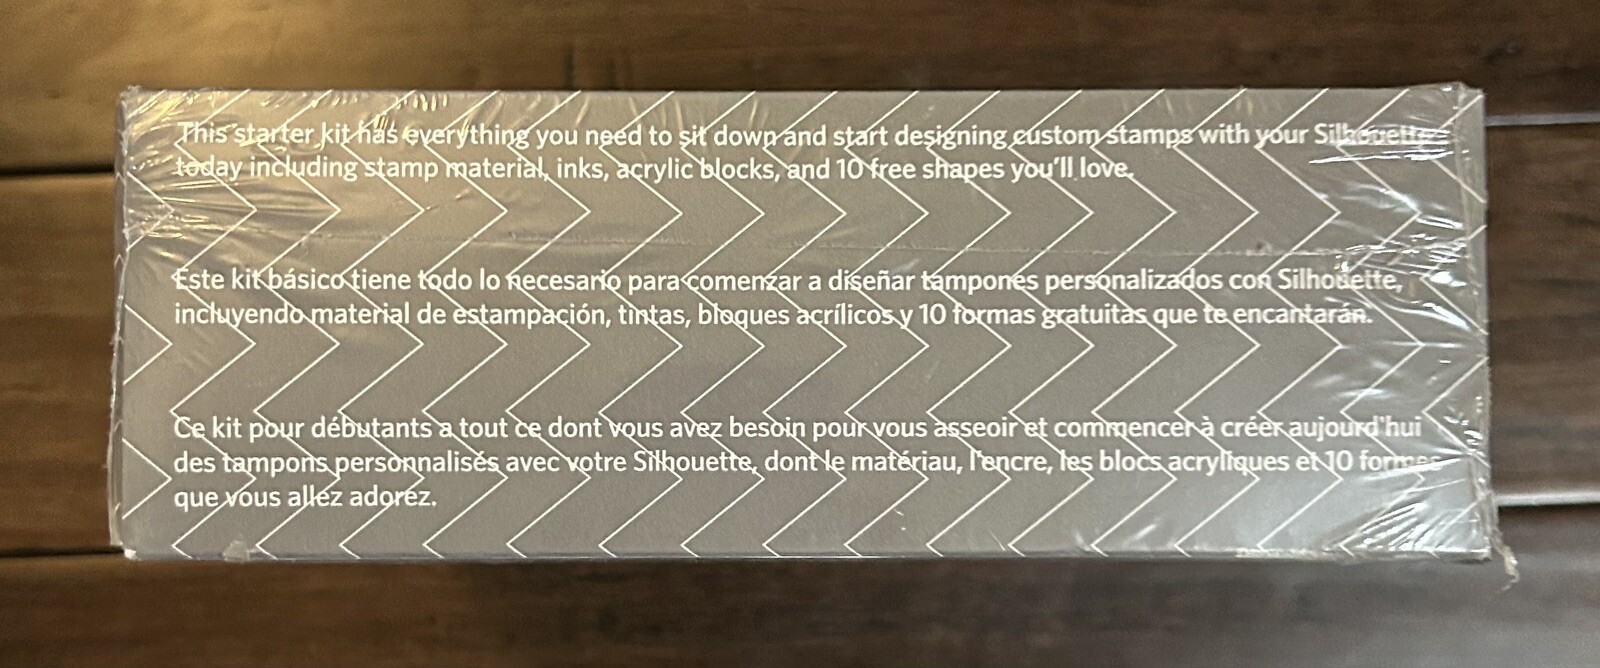 This starter kit has everything you need to sit down and start designing custom stamps with your Silhouette
today including stamp material, inks, acrylic blocks, and 10 free shapes you'll love.
Este kit básico tiene todo lo necesario para comenzar a diseñar tampones personalizados con Silhouette,
incluyendo material de estampación, tintas, bloques acrílicos y 10 formas gratuitas que te encantarán.
Ce kit pour débutants a tout ce dont vous avez besoin pour vous asseoir et commencer à créer aujourd'hui
des tampons personnalisés avec votre Silhouette, dont le matériau, l'encre, les blocs acryliques et 10 formes
que vous allez adorez.